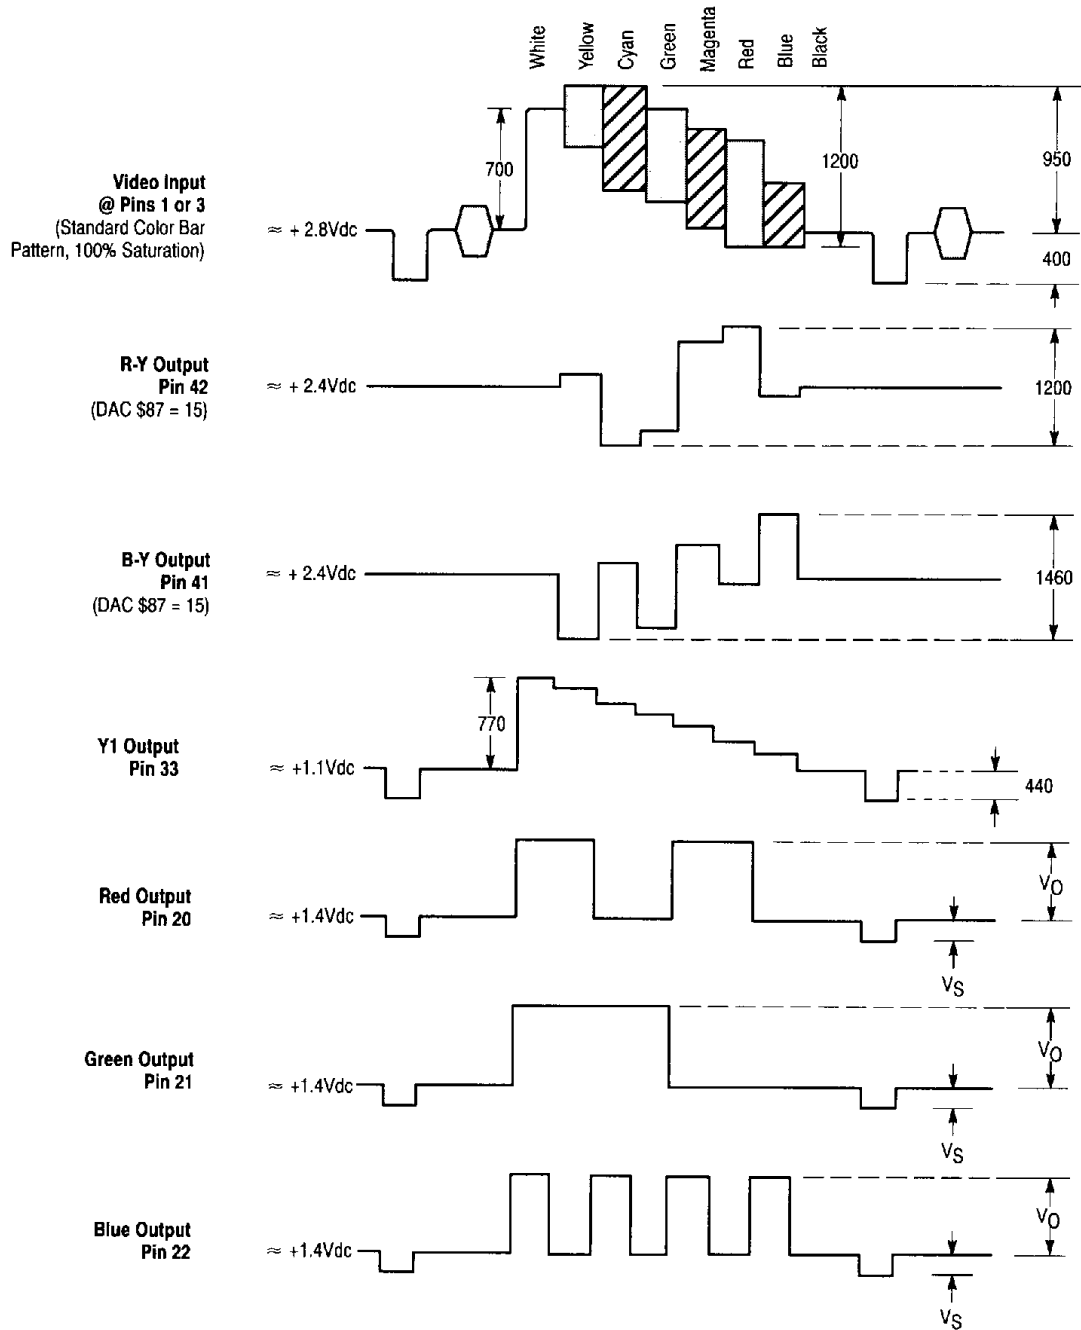 White
Yellow
Cyan
Green
Magenta
Red
Blue
Black
Video Input
@ Pins 1 or 3
(Standard Color Bar
Pattern, 100% Saturation)
≈ + 2.8Vdc
700
1200
950
400
R-Y Output
Pin 42
(DAC $87 = 15)
≈ + 2.4Vdc
1200
B-Y Output
Pin 41
(DAC $87 = 15)
≈ + 2.4Vdc
1460
Y1 Output
Pin 33
≈ +1.1Vdc
770
440
Red Output
Pin 20
≈ +1.4Vdc
VO
VS
Green Output
Pin 21
≈ +1.4Vdc
VO
VS
Blue Output
Pin 22
≈ +1.4Vdc
VO
VS